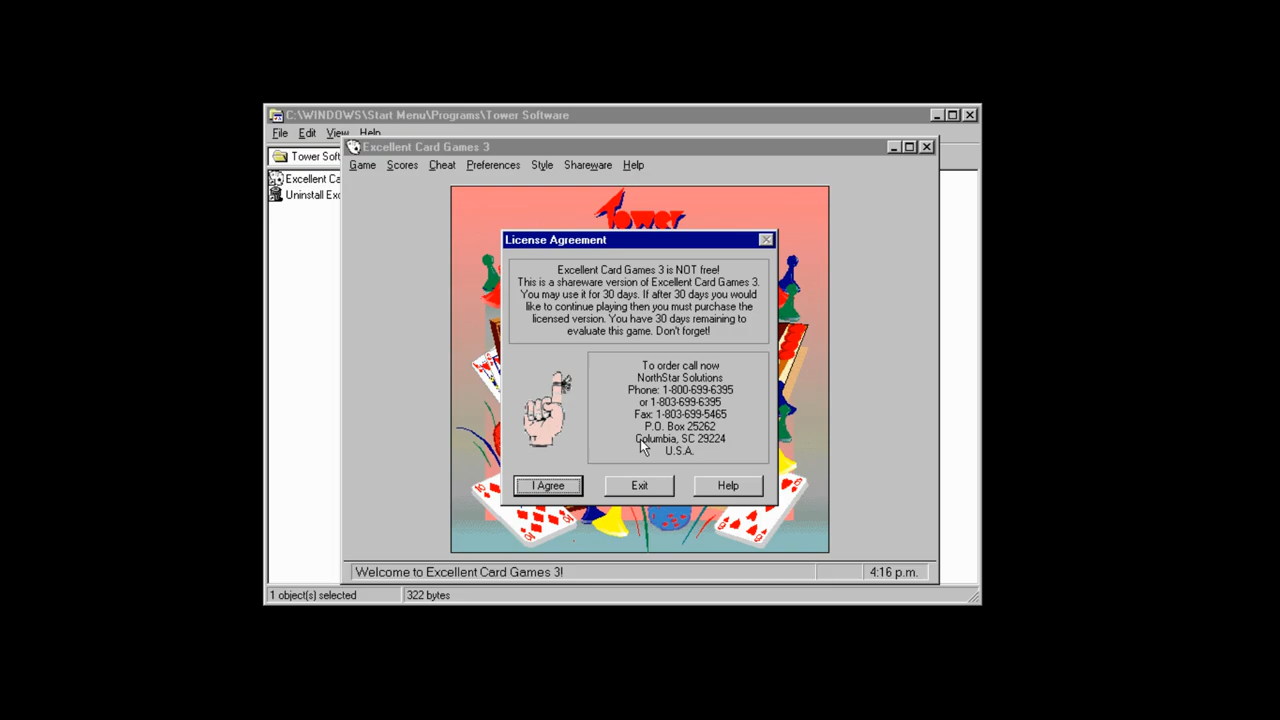 C:\WINDOWS\Start Menu\Programs\Tower Software
File Edit View Help
Tower Soft
Excellent Ca
Uninstall Exc
Excellent Card Games 3
Game Scores Cheat Preferences Style Shareware Help
Tower
License Agreement
Excellent Card Games 3 is NOT free!
This is a shareware version of Excellent Card Games 3.
You may use it for 30 days. If after 30 days you would
like to continue playing then you must purchase the
licensed version. You have 30 days remaining to
evaluate this game. Don't forget!
To order call now
NorthStar Solutions
Phone: 1-800-699-6395
or 1-803-699-6395
Fax: 1-803-699-5465
P.O. Box 25262
Columbia, SC 29224
U.S.A.
I Agree Exit Help
Welcome to Excellent Card Games 3! 4:16 p.m.
1 object(s) selected 322 bytes